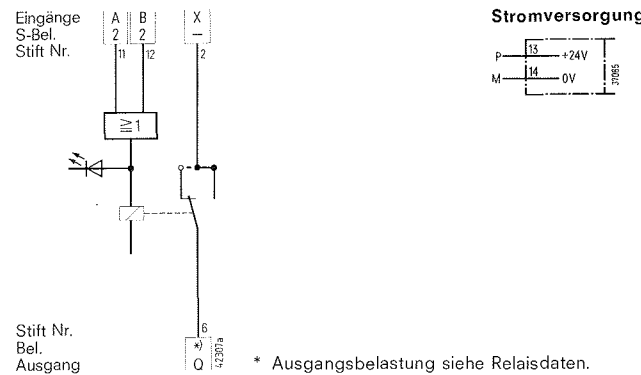 Eingänge A B X
S-Bel. 2 2 —
Stift Nr. 11 12 2
≧1
Stift Nr. 6
Bel. *)
Ausgang Q
42307a
* Ausgangsbelastung siehe Relaisdaten.
Stromversorgung
P 13 +24V
M 14 0V
37065